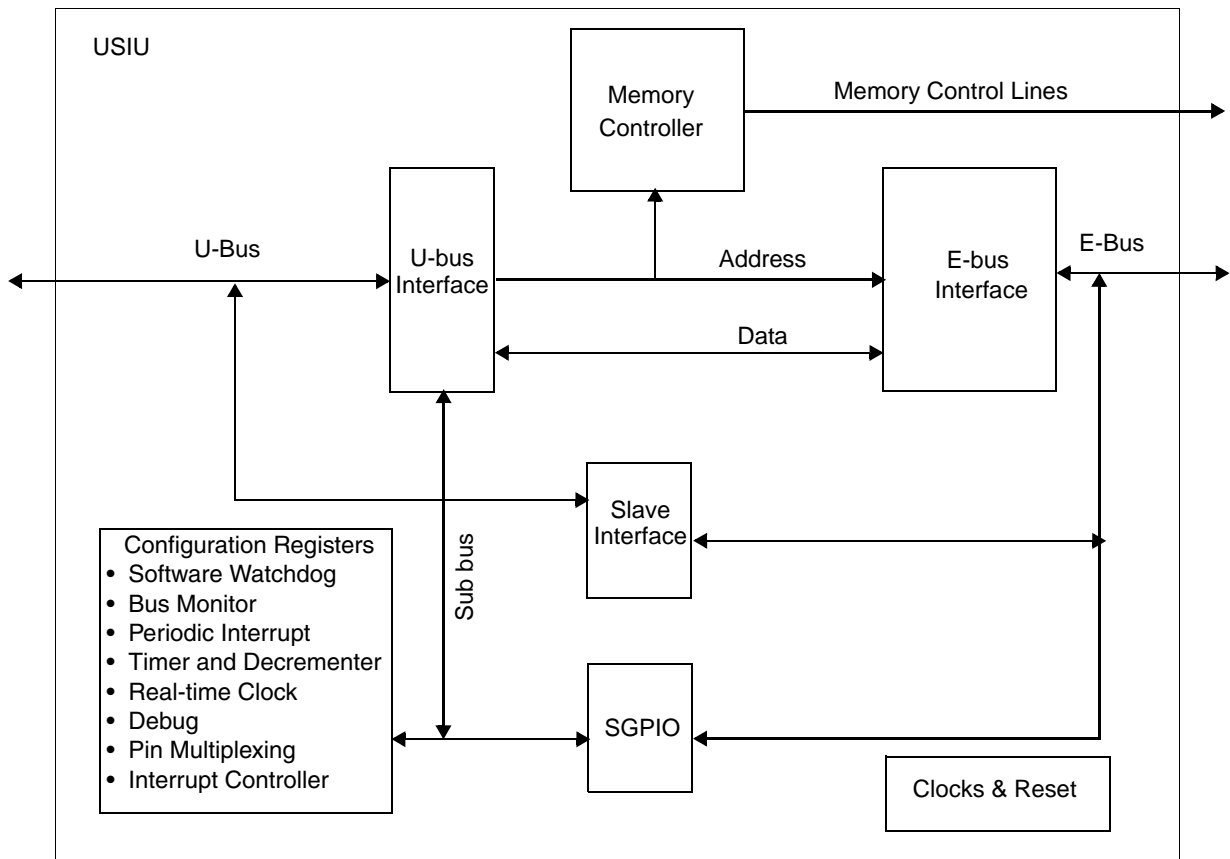 USIU
Memory
Controller
Memory Control Lines
U-Bus
U-bus
Interface
Address
E-bus
Interface
E-Bus
Data
Slave
Interface
Sub bus
Configuration Registers
• Software Watchdog
• Bus Monitor
• Periodic Interrupt
• Timer and Decrementer
• Real-time Clock
• Debug
• Pin Multiplexing
• Interrupt Controller
SGPIO
Clocks & Reset